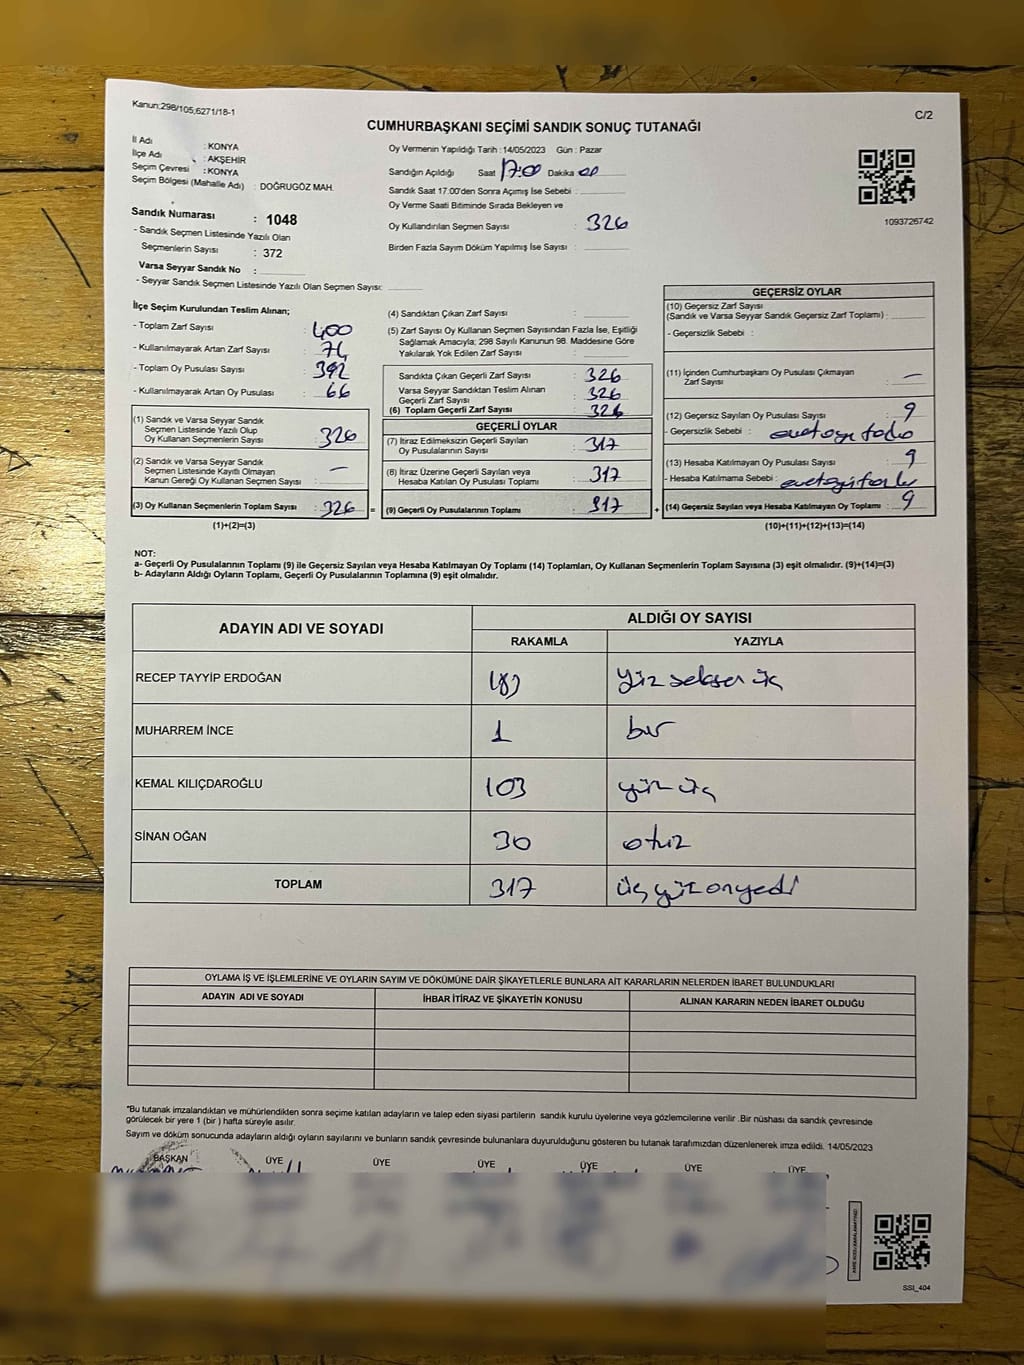 Kanun:298/105,6271/18-1
C/2
CUMHURBAŞKANI SEÇİMİ SANDIK SONUÇ TUTANAĞI
İl Adı : KONYA
İlçe Adı : AKŞEHİR
Seçim Çevresi : KONYA
Seçim Bölgesi (Mahalle Adı) : DOĞRUGÖZ MAH.
Sandık Numarası : 1048
- Sandık Seçmen Listesinde Yazılı Olan
Seçmenlerin Sayısı : 372
Varsa Seyyar Sandık No :
- Seyyar Sandık Seçmen Listesinde Yazılı Olan Seçmen Sayısı:
Oy Vermenin Yapıldığı Tarih :14/05/2023 Gün : Pazar
Sandığın Açıldığı Saat 17:00 Dakika 00
Sandık Saat 17:00'den Sonra Açımış İse Sebebi :
Oy Verme Saati Bitiminde Sırada Bekleyen ve
Oy Kullandırılan Seçmen Sayısı : 326
Birden Fazla Sayım Döküm Yapılmış İse Sayısı :
1093726742
İlçe Seçim Kurulundan Teslim Alınan;
- Toplam Zarf Sayısı : 400
- Kullanılmayarak Artan Zarf Sayısı : 74
- Toplam Oy Pusulası Sayısı : 392
- Kullanılmayarak Artan Oy Pusulası : 66
(1) Sandık ve Varsa Seyyar Sandık
Seçmen Listesinde Yazılı Olup
Oy Kullanan Seçmenlerin Sayısı : 326
(2) Sandık ve Varsa Seyyar Sandık
Seçmen Listesinde Kayıtlı Olmayan
Kanun Gereği Oy Kullanan Seçmen Sayısı : –
(3) Oy Kullanan Seçmenlerin Toplam Sayısı : 326 =
(1)+(2)=(3)
(4) Sandıktan Çıkan Zarf Sayısı :
(5) Zarf Sayısı Oy Kullanan Seçmen Sayısından Fazla İse, Eşitliği
Sağlamak Amacıyla; 298 Sayılı Kanunun 98. Maddesine Göre
Yakılarak Yok Edilen Zarf Sayısı :
Sandıkta Çıkan Geçerli Zarf Sayısı : 326
Varsa Seyyar Sandıktan Teslim Alınan
Geçerli Zarf Sayısı : 326
(6) Toplam Geçerli Zarf Sayısı : 326
GEÇERLİ OYLAR
(7) İtiraz Edilmeksizin Geçerli Sayılan
Oy Pusulalarının Sayısı : 317
(8) İtiraz Üzerine Geçerli Sayılan veya
Hesaba Katılan Oy Pusulası Toplamı : 317
(9) Geçerli Oy Pusulalarının Toplamı : 317 +
GEÇERSİZ OYLAR
(10) Geçersiz Zarf Sayısı
(Sandık ve Varsa Seyyar Sandık Geçersiz Zarf Toplamı) :
- Geçersizlik Sebebi :
(11) İçinden Cumhurbaşkanı Oy Pusulası Çıkmayan
Zarf Sayısı : –
(12) Geçersiz Sayılan Oy Pusulası Sayısı : 9
- Geçersizlik Sebebi :
(13) Hesaba Katılmayan Oy Pusulası Sayısı : 9
- Hesaba Katılmama Sebebi :
(14) Geçersiz Sayılan veya Hesaba Katılmayan Oy Toplamı : 9
(10)+(11)+(12)+(13)=(14)
NOT:
a- Geçerli Oy Pusulalarının Toplamı (9) ile Geçersiz Sayılan veya Hesaba Katılmayan Oy Toplamı (14) Toplamları, Oy Kullanan Seçmenlerin Toplam Sayısına (3) eşit olmalıdır. (9)+(14)=(3)
b- Adayların Aldığı Oyların Toplamı, Geçerli Oy Pusulalarının Toplamına (9) eşit olmalıdır.
ADAYIN ADI VE SOYADI
ALDIĞI OY SAYISI
RAKAMLA YAZIYLA
RECEP TAYYİP ERDOĞAN 183 yüz seksen üç
MUHARREM İNCE 1 bir
KEMAL KILIÇDAROĞLU 103 yüz üç
SİNAN OĞAN 30 otuz
TOPLAM 317 üç yüz onyedi
OYLAMA İŞ VE İŞLEMLERİNE VE OYLARIN SAYIM VE DÖKÜMÜNE DAİR ŞİKAYETLERLE BUNLARA AİT KARARLARIN NELERDEN İBARET BULUNDUKLARI
ADAYIN ADI VE SOYADI İHBAR İTİRAZ VE ŞİKAYETİN KONUSU ALINAN KARARIN NEDEN İBARET OLDUĞU
*Bu tutanak imzalandıktan ve mühürlendikten sonra seçime katılan adayların ve talep eden siyasi partilerin sandık kurulu üyelerine veya gözlemcilerine verilir .Bir nüshası da sandık çevresinde
görülecek bir yere 1 (bir ) hafta süreyle asılır.
Sayım ve döküm sonucunda adayların aldığı oyların sayılarını ve bunların sandık çevresinde bulunanlara duyurulduğunu gösteren bu tutanak tarafımızdan düzenlenerek imza edildi. 14/05/2023
BAŞKAN ÜYE ÜYE ÜYE ÜYE ÜYE ÜYE
SSI_404